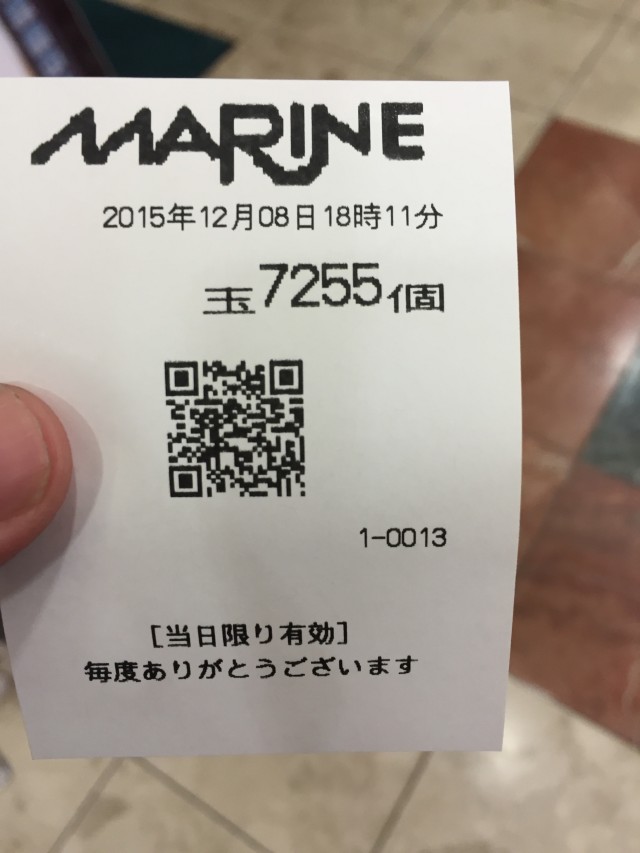 MARINE
2015年12月08日18時11分
玉7255個
1-0013
[当日限り有効]
毎度ありがとうございます